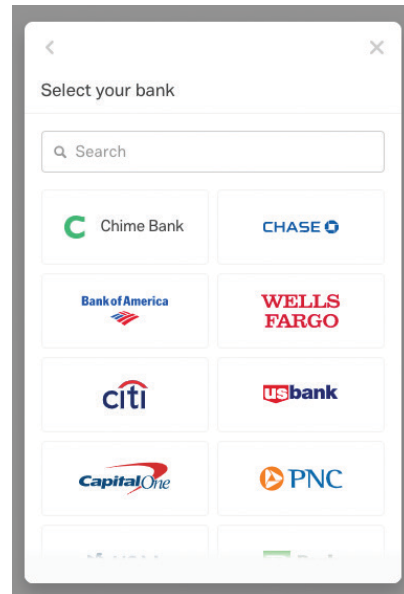 Select your bank
Search
Chime Bank
CHASE
Bank of America
WELLS
FARGO
citi
usbank
Capital One
PNC